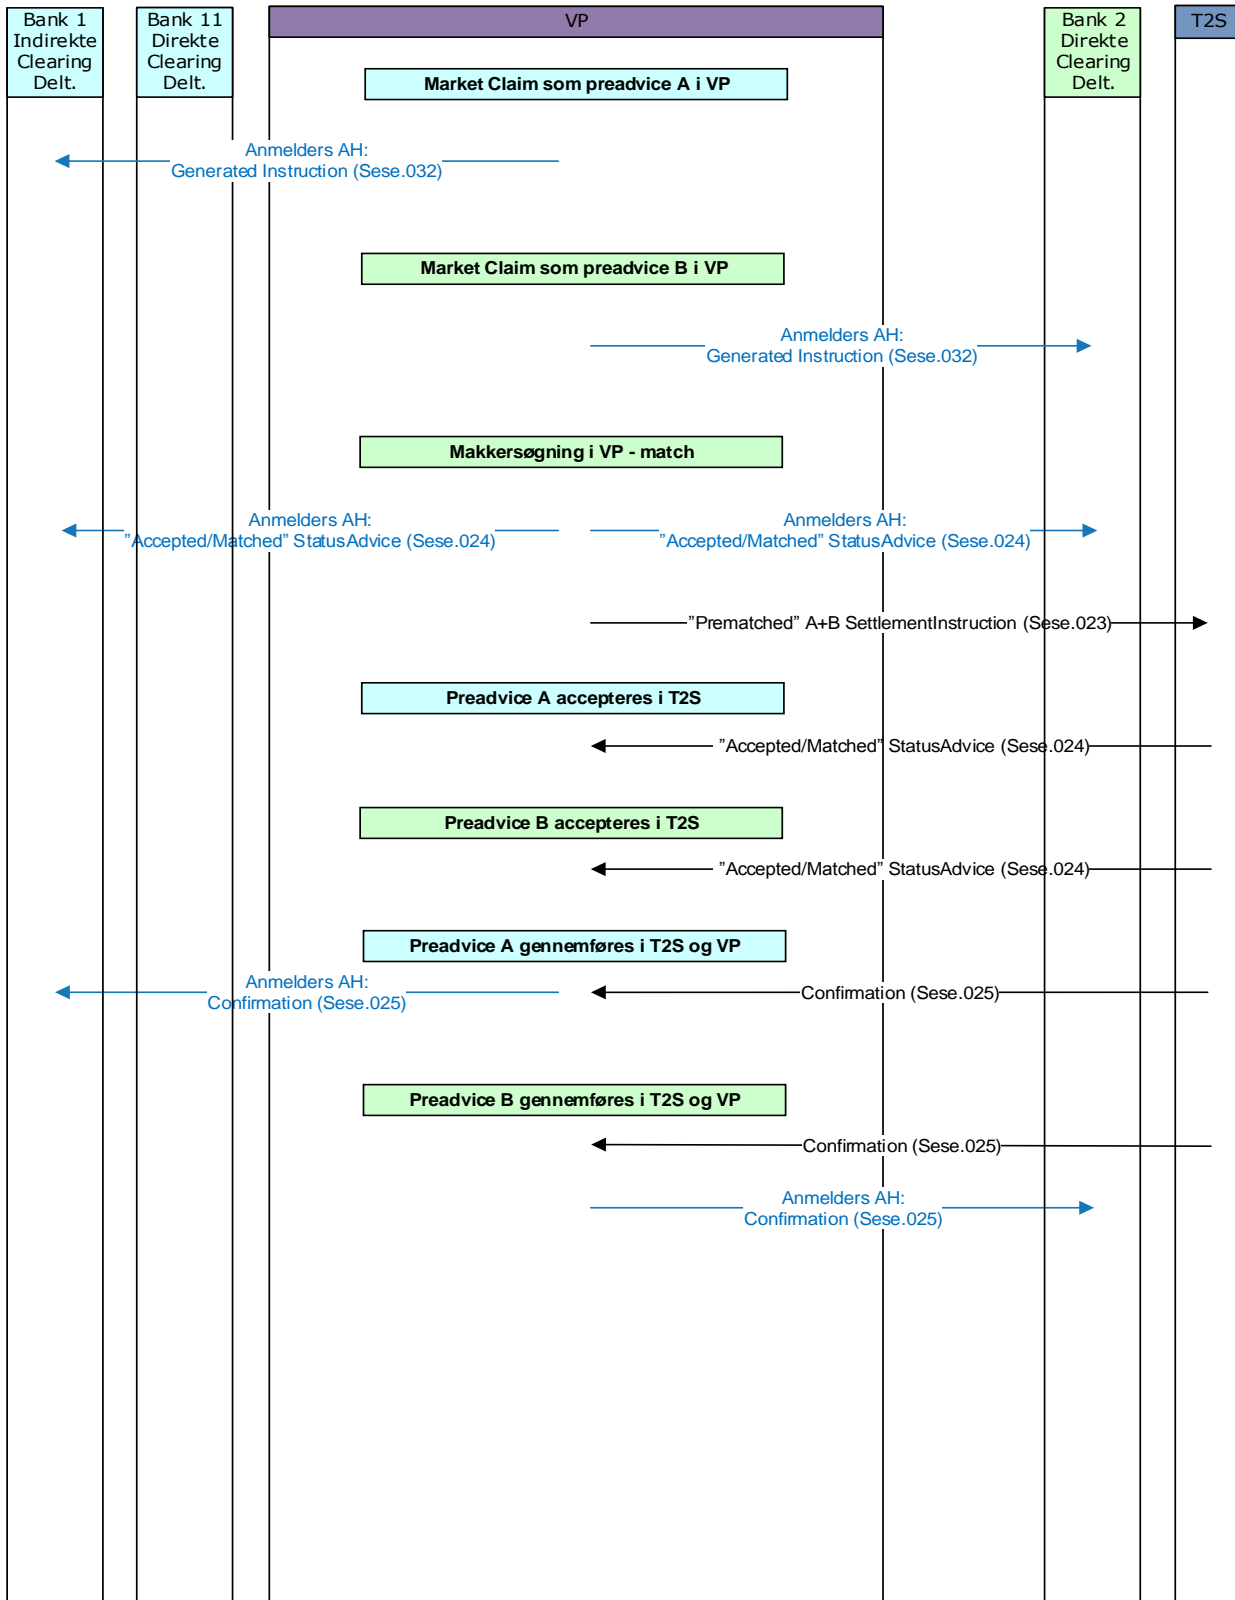 Bank 1
Indirekte
Clearing
Delt.
Bank 11
Direkte
Clearing
Delt.
VP
Bank 2
Direkte
Clearing
Delt.
T2S
Market Claim som preadvice A i VP
Anmelders AH:
Generated Instruction (Sese.032)
Market Claim som preadvice B i VP
Anmelders AH:
Generated Instruction (Sese.032)
Makkersøgning i VP - match
Anmelders AH:
”Accepted/Matched” StatusAdvice (Sese.024)
Anmelders AH:
”Accepted/Matched” StatusAdvice (Sese.024)
”Prematched” A+B SettlementInstruction (Sese.023)
Preadvice A accepteres i T2S
”Accepted/Matched” StatusAdvice (Sese.024)
Preadvice B accepteres i T2S
”Accepted/Matched” StatusAdvice (Sese.024)
Preadvice A gennemføres i T2S og VP
Anmelders AH:
Confirmation (Sese.025)
Confirmation (Sese.025)
Preadvice B gennemføres i T2S og VP
Confirmation (Sese.025)
Anmelders AH:
Confirmation (Sese.025)